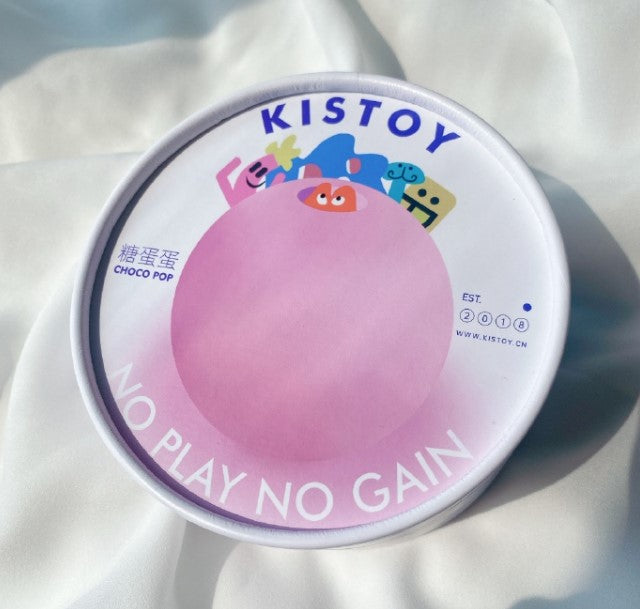 KISTOY
糖蛋蛋
CHOCO POP
EST.
2018
WWW.KISTOY.CN
NO PLAY NO GAIN